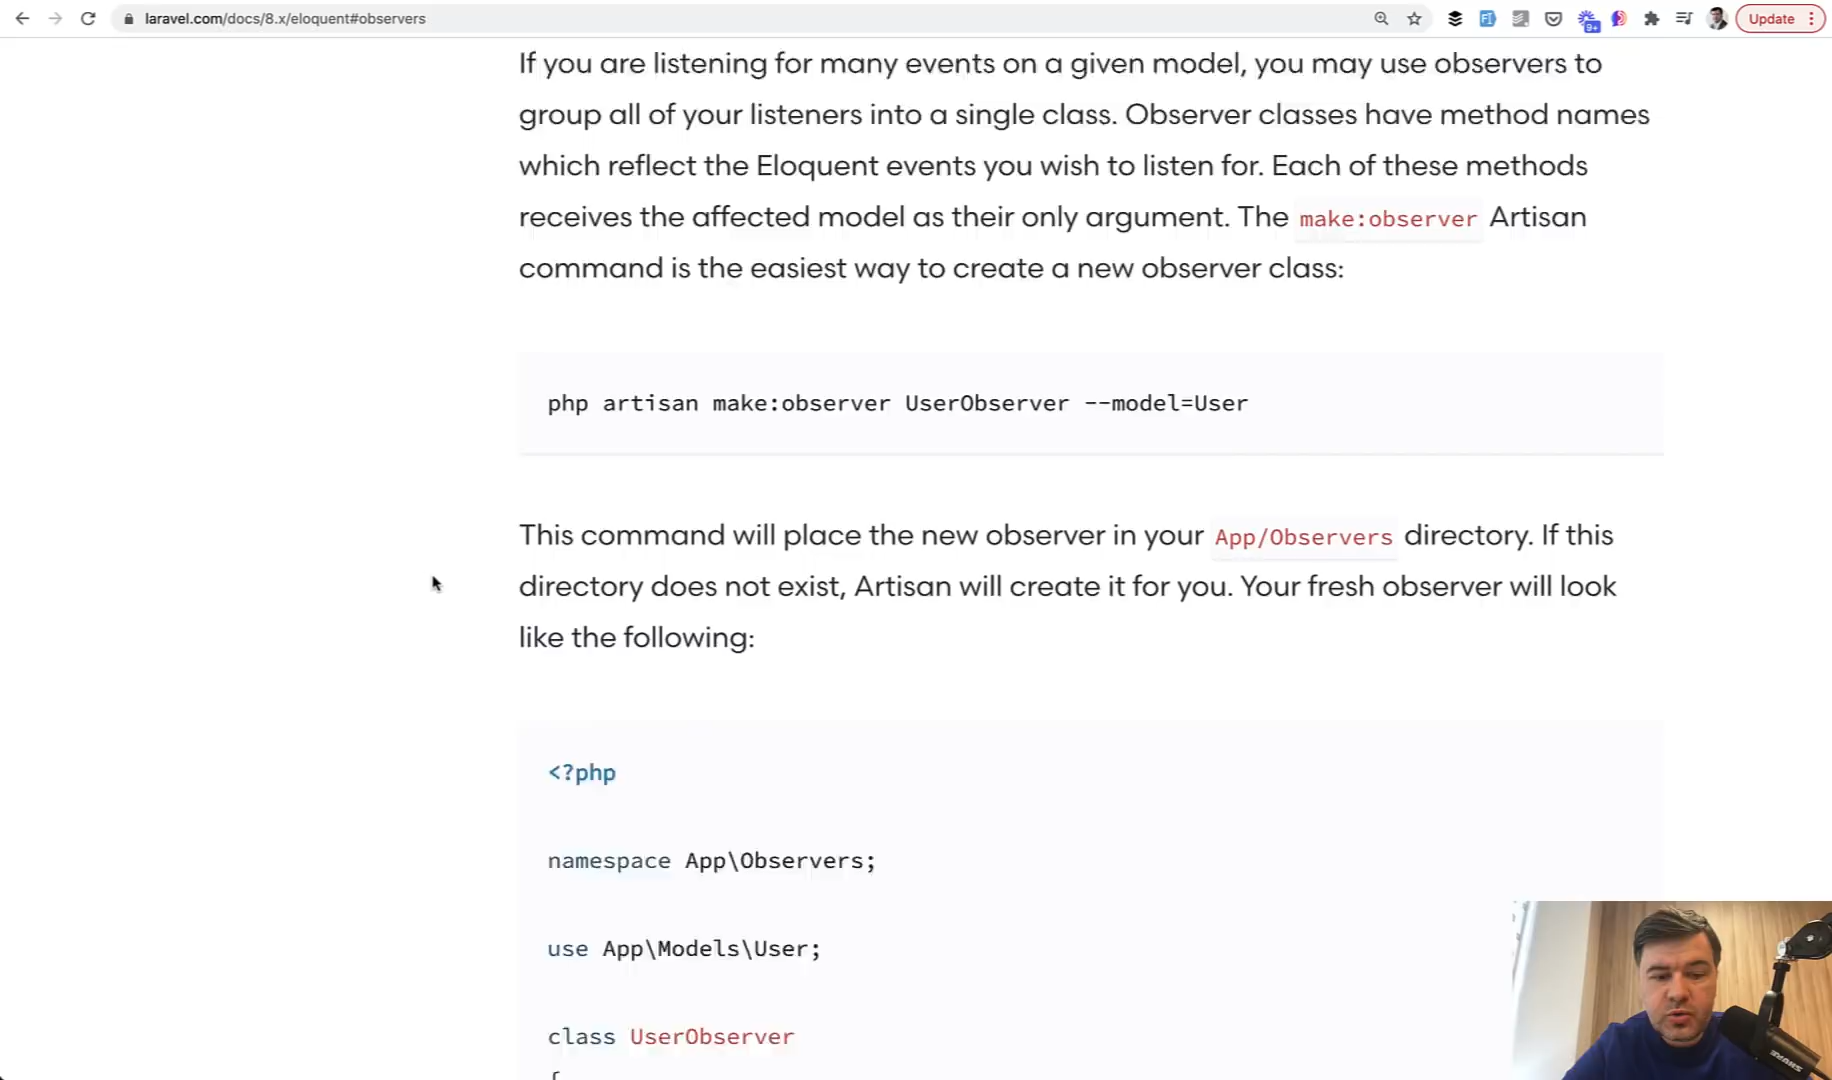 laravel.com/docs/8.x/eloquent#observers
9+
Update
If you are listening for many events on a given model, you may use observers to
group all of your listeners into a single class. Observer classes have method names
which reflect the Eloquent events you wish to listen for. Each of these methods
receives the affected model as their only argument. The make:observer Artisan
command is the easiest way to create a new observer class:
php artisan make:observer UserObserver --model=User
This command will place the new observer in your App/Observers directory. If this
directory does not exist, Artisan will create it for you. Your fresh observer will look
like the following:
<?php
namespace App\Observers;
use App\Models\User;
class UserObserver
{